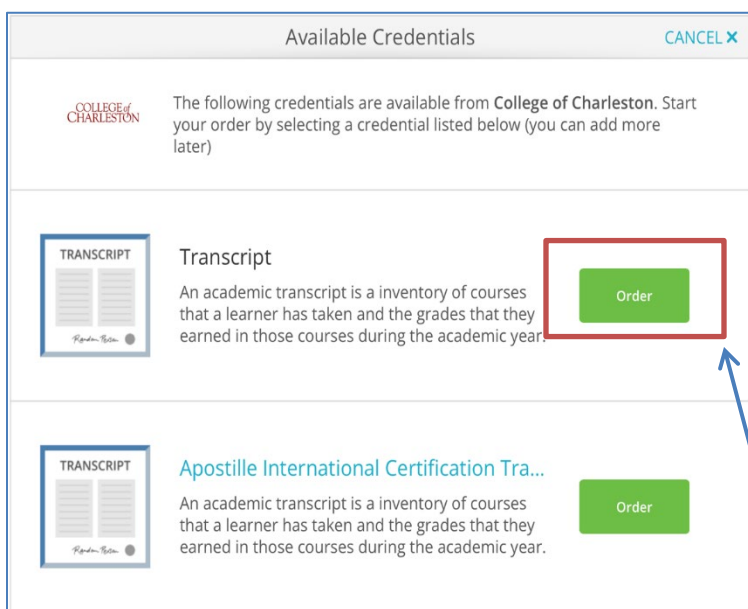 Available Credentials
CANCEL ✕
COLLEGE of
CHARLESTON
The following credentials are available from College of Charleston. Start
your order by selecting a credential listed below (you can add more
later)
TRANSCRIPT
Transcript
An academic transcript is a inventory of courses
that a learner has taken and the grades that they
earned in those courses during the academic year.
Order
TRANSCRIPT
Apostille International Certification Tra...
An academic transcript is a inventory of courses
that a learner has taken and the grades that they
earned in those courses during the academic year.
Order